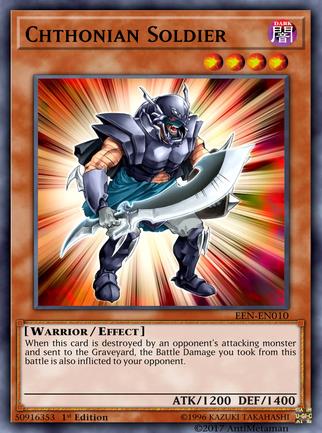 CHTHONIAN SOLDIER
DARK
闇
EEN-EN010
[WARRIOR / EFFECT]
When this card is destroyed by an opponent's attacking monster
and sent to the Graveyard, the Battle Damage you took from this
battle is also inflicted to your opponent.
ATK/1200 DEF/1400
50916353 1st Edition ©1996 KAZUKI TAKAHASHI
©2017 AntiMetaman